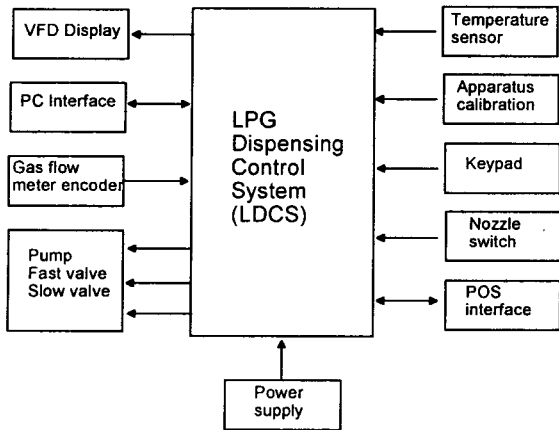 VFD Display
PC Interface
Gas flow
meter encoder
Pump
Fast valve
Slow valve
LPG
Dispensing
Control
System
(LDCS)
Temperature
sensor
Apparatus
calibration
Keypad
Nozzle
switch
POS
interface
Power
supply